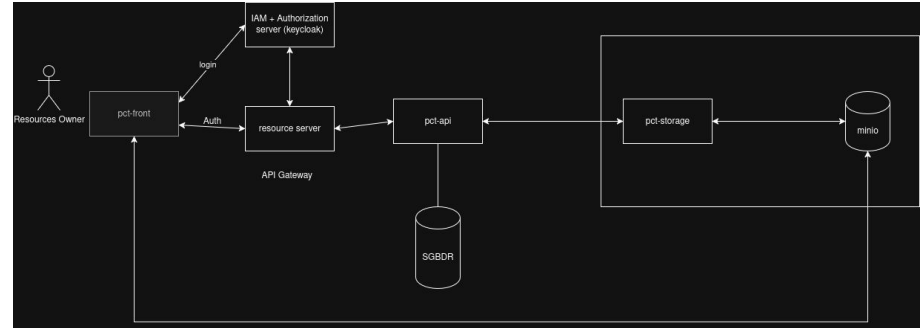 IAM + Authorization
server (keycloak)
login
Resources Owner
pct-front
Auth
resource server
API Gateway
pct-api
SGBDR
pct-storage
minio